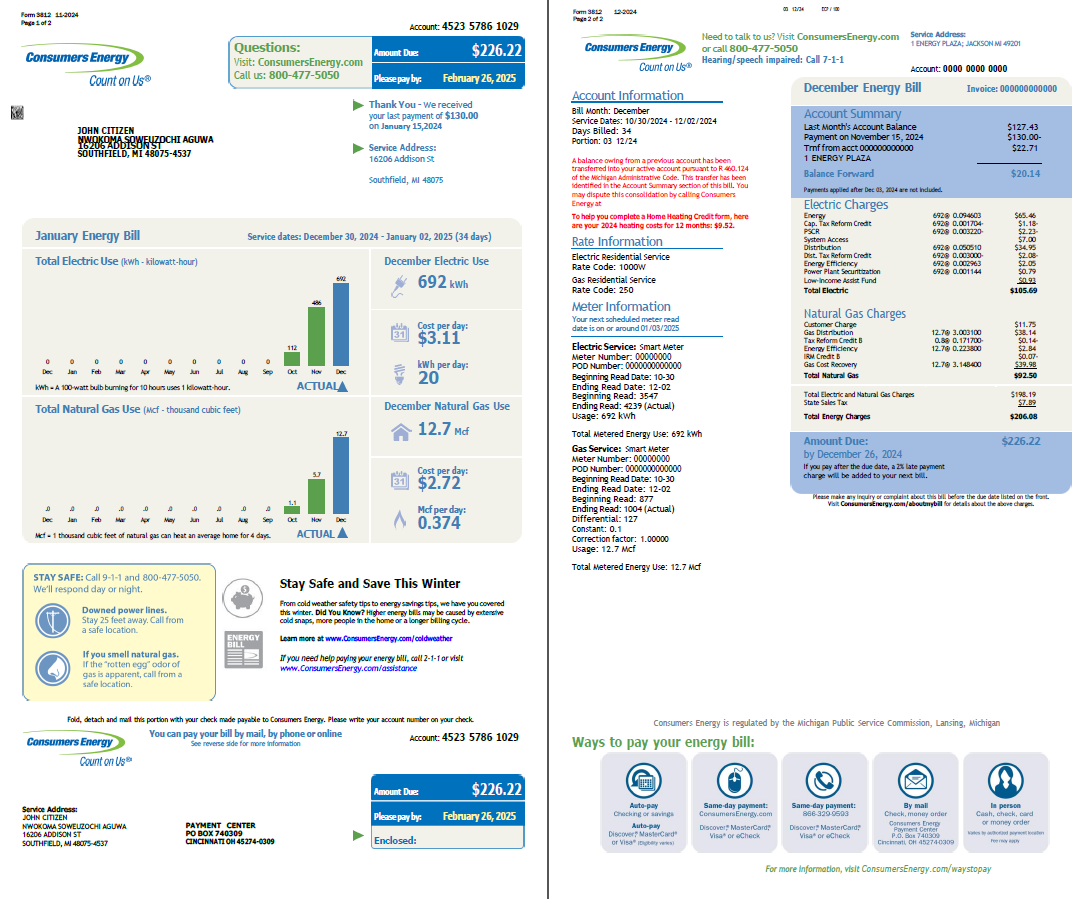 Form 3812 11-2024
Page 1 of 2
Account: 4523 5786 1029
Consumers Energy
Count on Us®
Questions:
Visit: ConsumersEnergy.com
Call us: 800-477-5050
Amount Due: $226.22
Please pay by: February 26, 2025
Thank You - We received
your last payment of $130.00
on January 15,2024
Service Address:
16206 Addison St
Southfield, MI 48075
JOHN CITIZEN
NWOKOMA SOWEUZOCHI AGUWA
16206 ADDISON ST
SOUTHFIELD, MI 48075-4537
January Energy Bill
Service dates: December 30, 2024 - January 02, 2025 (34 days)
Total Electric Use (kWh - kilowatt-hour)
0 0 0 0 0 0 0 0 0 0 112 486 692
Dec Jan Feb Mar Apr May Jun Jul Aug Sep Oct Nov Dec
kWh = A 100-watt bulb burning for 10 hours uses 1 kilowatt-hour.
ACTUAL
December Electric Use
692 kWh
Cost per day:
$3.11
kWh per day:
20
Total Natural Gas Use (Mcf - thousand cubic feet)
.0 .0 .0 .0 .0 .0 .0 .0 .0 .0 1.1 5.7 12.7
Dec Jan Feb Mar Apr May Jun Jul Aug Sep Oct Nov Dec
Mcf = 1 thousand cubic feet of natural gas can heat an average home for 4 days.
ACTUAL
December Natural Gas Use
12.7 Mcf
Cost per day:
$2.72
Mcf per day:
0.374
STAY SAFE: Call 9-1-1 and 800-477-5050.
We'll respond day or night.
Downed power lines.
Stay 25 feet away. Call from
a safe location.
If you smell natural gas.
If the "rotten egg" odor of
gas is apparent, call from a
safe location.
ENERGY
BILL
Stay Safe and Save This Winter
From cold weather safety tips to energy savings tips, we have you covered
this winter. Did You Know? Higher energy bills may be caused by extensive
cold snaps, more people in the home or a longer billing cycle.
Learn more at www.ConsumersEnergy.com/coldweather
If you need help paying your energy bill, call 2-1-1 or visit
www.ConsumersEnergy.com/assistance
Fold, detach and mail this portion with your check made payable to Consumers Energy. Please write your account number on your check.
Consumers Energy
Count on Us®
You can pay your bill by mail, by phone or online
See reverse side for more information
Account: 4523 5786 1029
Amount Due: $226.22
Please pay by: February 26, 2025
Enclosed:
Service Address:
JOHN CITIZEN
NWOKOMA SOWEUZOCHI AGUWA
16206 ADDISON ST
SOUTHFIELD, MI 48075-4537
PAYMENT CENTER
PO BOX 740309
CINCINNATI OH 45274-0309
Form 3812 12-2024
Page 2 of 2
03 12/24 ECP / 100
Consumers Energy
Count on Us®
Need to talk to us? Visit ConsumersEnergy.com
or call 800-477-5050
Hearing/speech impaired: Call 7-1-1
Service Address:
1 ENERGY PLAZA; JACKSON MI 49201
Account: 0000 0000 0000
Account Information
Bill Month: December
Service Dates: 10/30/2024 - 12/02/2024
Days Billed: 34
Portion: 03 12/24
A balance owing from a previous account has been
transferred into your active account pursuant to R 460.124
of the Michigan Administrative Code. This transfer has been
identified in the Account Summary section of this bill. You
may dispute this consolidation by calling Consumers
Energy at
To help you complete a Home Heating Credit form, here
are your 2024 heating costs for 12 months: $9.52.
Rate Information
Electric Residential Service
Rate Code: 1000W
Gas Residential Service
Rate Code: 250
Meter Information
Your next scheduled meter read
date is on or around 01/03/2025
Electric Service: Smart Meter
Meter Number: 00000000
POD Number: 000000000000
Beginning Read Date: 10-30
Ending Read Date: 12-02
Beginning Read: 3547
Ending Read: 4239 (Actual)
Usage: 692 kWh
Total Metered Energy Use: 692 kWh
Gas Service: Smart Meter
Meter Number: 00000000
POD Number: 000000000000
Beginning Read Date: 10-30
Ending Read Date: 12-02
Beginning Read: 877
Ending Read: 1004 (Actual)
Differential: 127
Constant: 0.1
Correction factor: 1.00000
Usage: 12.7 Mcf
Total Metered Energy Use: 12.7 Mcf
December Energy Bill
Invoice: 000000000000
Account Summary
Last Month's Account Balance $127.43
Payment on November 15, 2024 $130.00-
Trnf from acct 000000000000 $22.71
1 ENERGY PLAZA
Balance Forward $20.14
Payments applied after Dec 03, 2024 are not included.
Electric Charges
Energy 692@ 0.094603 $65.46
Cap. Tax Reform Credit 692@ 0.001704- $1.18-
PSCR 692@ 0.003220- $2.23-
System Access $7.00
Distribution 692@ 0.050510 $34.95
Dist. Tax Reform Credit 692@ 0.003000- $2.08-
Energy Efficiency 692@ 0.002963 $2.05
Power Plant Securitization 692@ 0.001144 $0.79
Low-Income Assist Fund $0.93
Total Electric $105.69
Natural Gas Charges
Customer Charge $11.75
Gas Distribution 12.7@ 3.003100 $38.14
Tax Reform Credit B 0.8@ 0.171700- $0.14-
Energy Efficiency 12.7@ 0.223800 $2.84
IRM Credit B $0.07-
Gas Cost Recovery 12.7@ 3.148400 $39.98
Total Natural Gas $92.50
Total Electric and Natural Gas Charges $198.19
State Sales Tax $7.89
Total Energy Charges $206.08
Amount Due: $226.22
by December 26, 2024
If you pay after the due date, a 2% late payment
charge will be added to your next bill.
Please make any inquiry or complaint about this bill before the due date listed on the front.
Visit ConsumersEnergy.com/aboutmybill for details about the above charges.
Consumers Energy is regulated by the Michigan Public Service Commission, Lansing, Michigan
Ways to pay your energy bill:
Auto-pay
Checking or savings
Auto-pay
Discover,® MasterCard®
or Visa® (Eligibility varies)
Same-day payment:
ConsumersEnergy.com
Discover,® MasterCard,®
Visa® or eCheck
Same-day payment:
866-329-9593
Discover,® MasterCard,®
Visa® or eCheck
By mail
Check, money order
Consumers Energy
Payment Center
P.O. Box 740309
Cincinnati, OH 45274-0309
In person
Cash, check, card
or money order
Varies by authorized payment location
Fee may apply
For more information, visit ConsumersEnergy.com/waystopay